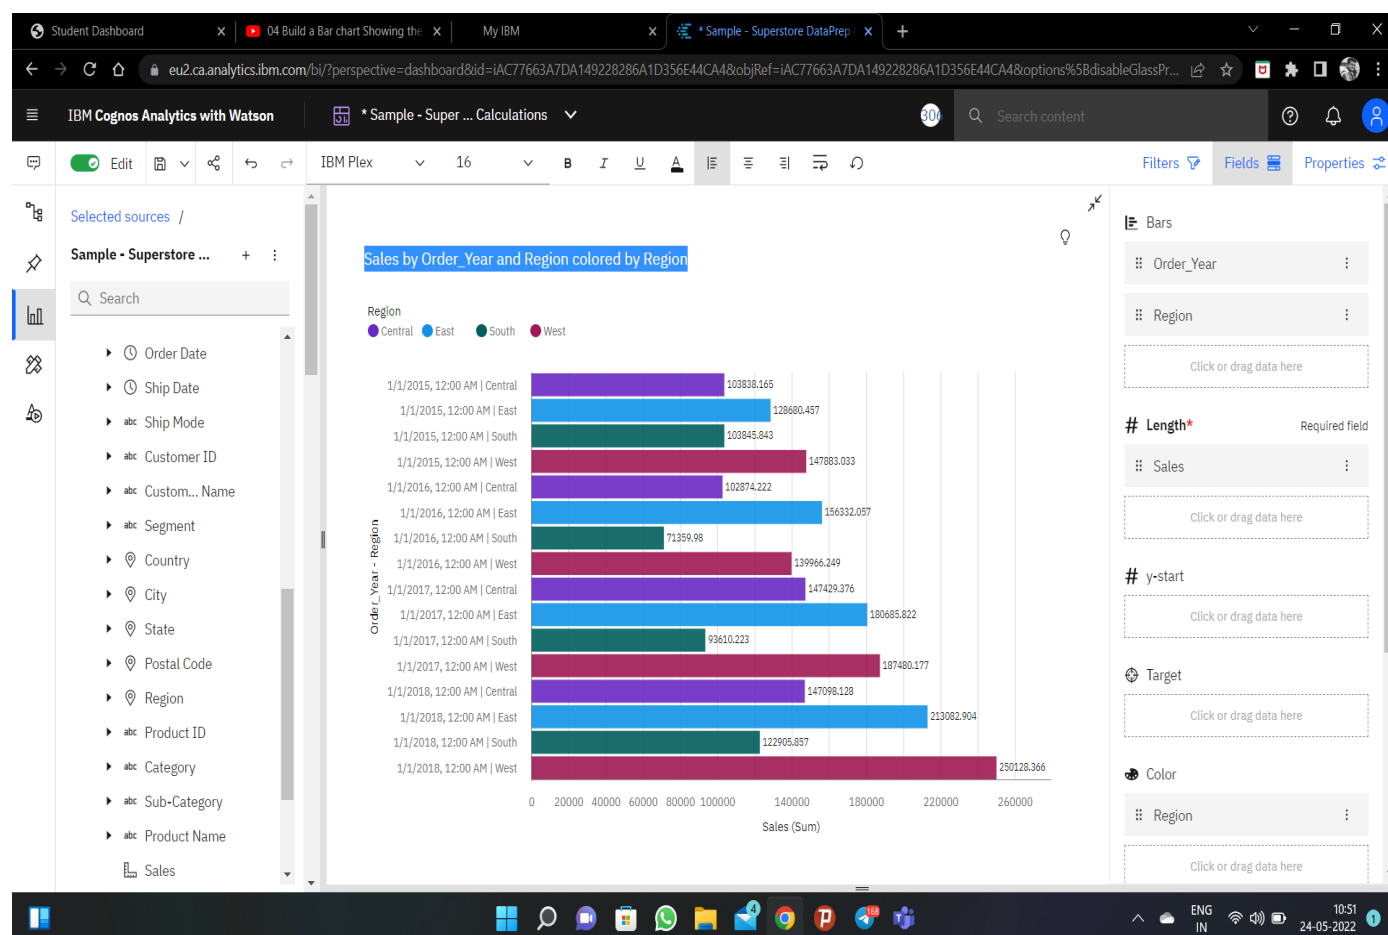 Student Dashboard
04 Build a Bar chart Showing the
My IBM
* Sample - Superstore DataPrep
eu2.ca.analytics.ibm.com/bi/?perspective=dashboard&id=iAC77663A7DA149228286A1D356E44CA4&objRef=iAC77663A7DA149228286A1D356E44CA4&options%5BdisableGlassPr...
IBM Cognos Analytics with Watson
* Sample - Super ... Calculations
306
Search content
Edit
IBM Plex
16
B I U A
Filters
Fields
Properties
Selected sources /
Sample - Superstore ...
Search
Order Date
Ship Date
abc Ship Mode
abc Customer ID
abc Custom... Name
abc Segment
Country
City
State
Postal Code
Region
abc Product ID
abc Category
abc Sub-Category
abc Product Name
Sales
Sales by Order_Year and Region colored by Region
Region
Central East South West
Order_Year - Region
1/1/2015, 12:00 AM | Central 103838.165
1/1/2015, 12:00 AM | East 128680.457
1/1/2015, 12:00 AM | South 103845.843
1/1/2015, 12:00 AM | West 147883.033
1/1/2016, 12:00 AM | Central 102874.222
1/1/2016, 12:00 AM | East 156332.057
1/1/2016, 12:00 AM | South 71359.98
1/1/2016, 12:00 AM | West 139966.249
1/1/2017, 12:00 AM | Central 147429.376
1/1/2017, 12:00 AM | East 180685.822
1/1/2017, 12:00 AM | South 93610.223
1/1/2017, 12:00 AM | West 187480.177
1/1/2018, 12:00 AM | Central 147098.128
1/1/2018, 12:00 AM | East 213082.904
1/1/2018, 12:00 AM | South 122905.857
1/1/2018, 12:00 AM | West 250128.366
0 20000 40000 60000 80000 100000 140000 180000 220000 260000
Sales (Sum)
Bars
Order_Year
Region
Click or drag data here
# Length* Required field
Sales
Click or drag data here
# y-start
Click or drag data here
Target
Click or drag data here
Color
Region
Click or drag data here
4
168
ENG
IN
10:51
24-05-2022
1